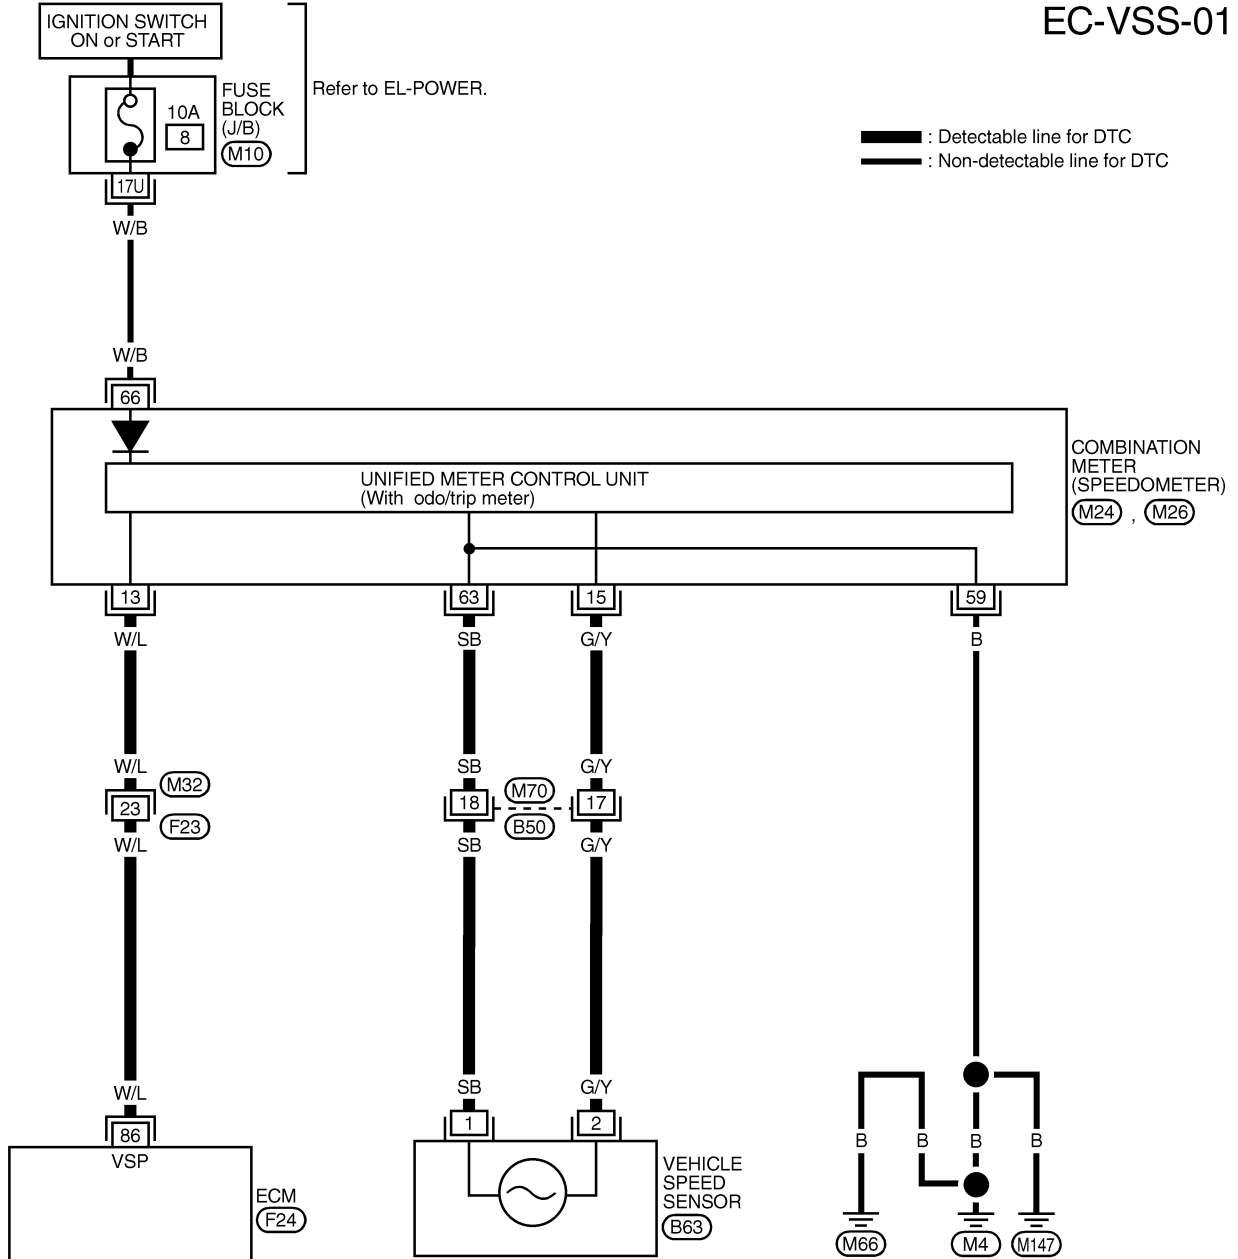 EC-VSS-01
IGNITION SWITCH
ON or START
FUSE
BLOCK
(J/B)
M10
10A
8
Refer to EL-POWER.
: Detectable line for DTC
: Non-detectable line for DTC
17U
W/B
W/B
66
UNIFIED METER CONTROL UNIT
(With odo/trip meter)
COMBINATION
METER
(SPEEDOMETER)
M24 , M26
13 63 15 59
W/L SB G/Y B
W/L SB G/Y
M32
23
F23
M70
18 17
B50
W/L SB G/Y
W/L SB G/Y
86 1 2
VSP
ECM
F24
VEHICLE
SPEED
SENSOR
B63
B B B B
M66 M4 M147